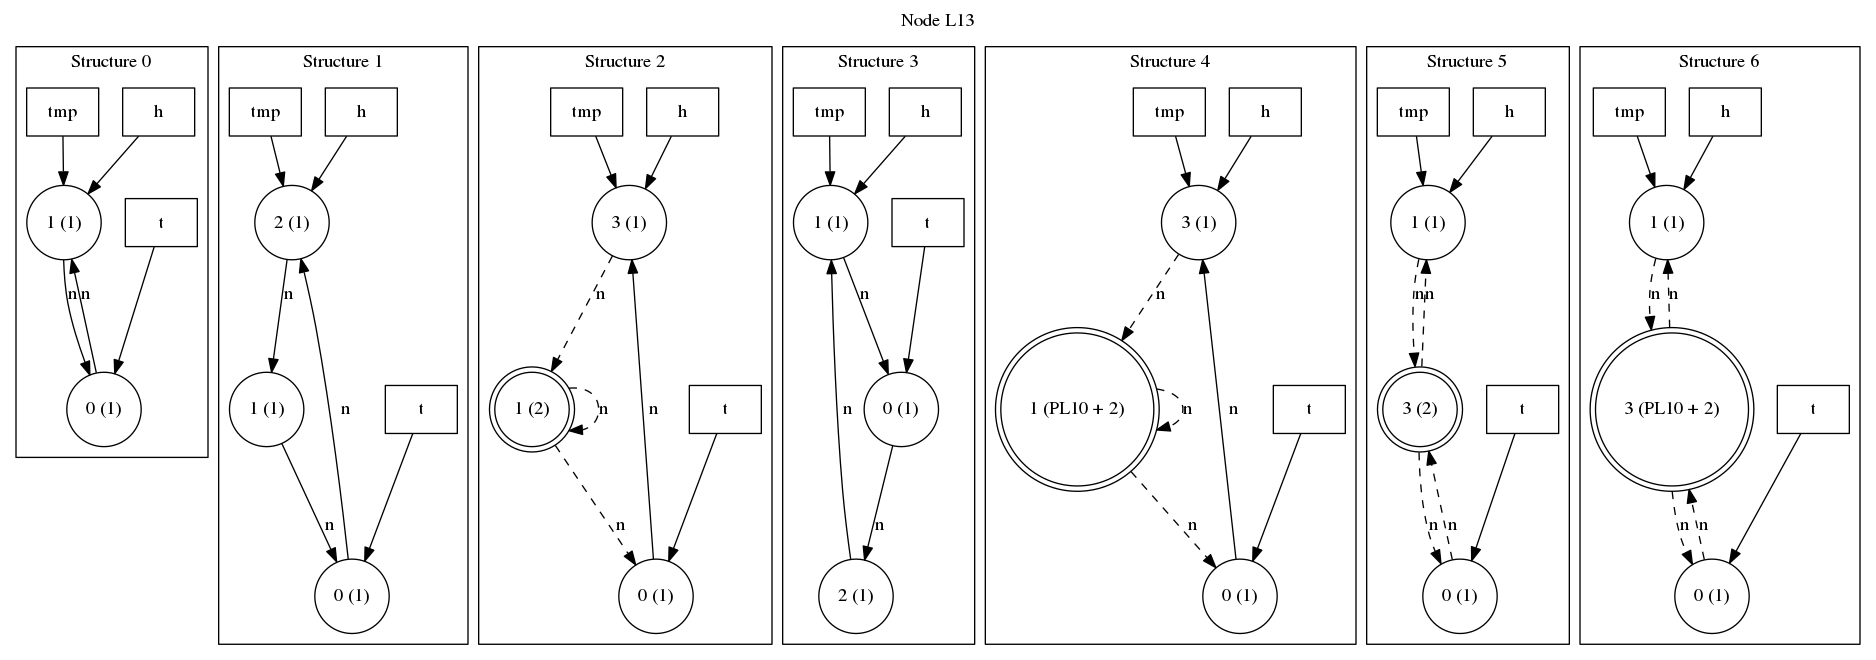 Node L13
Structure 0
tmp
h
1 (1)
t
n
n
0 (1)
Structure 1
tmp
h
2 (1)
n
1 (1)
t
n
n
0 (1)
Structure 2
tmp
h
3 (1)
n
1 (2)
n
n
t
n
0 (1)
Structure 3
tmp
h
1 (1)
t
n
n
0 (1)
n
2 (1)
Structure 4
tmp
h
3 (1)
n
1 (PL10 + 2)
n
n
t
n
0 (1)
Structure 5
tmp
h
1 (1)
n
n
3 (2)
t
n
n
0 (1)
Structure 6
tmp
h
1 (1)
n
n
3 (PL10 + 2)
t
n
n
0 (1)